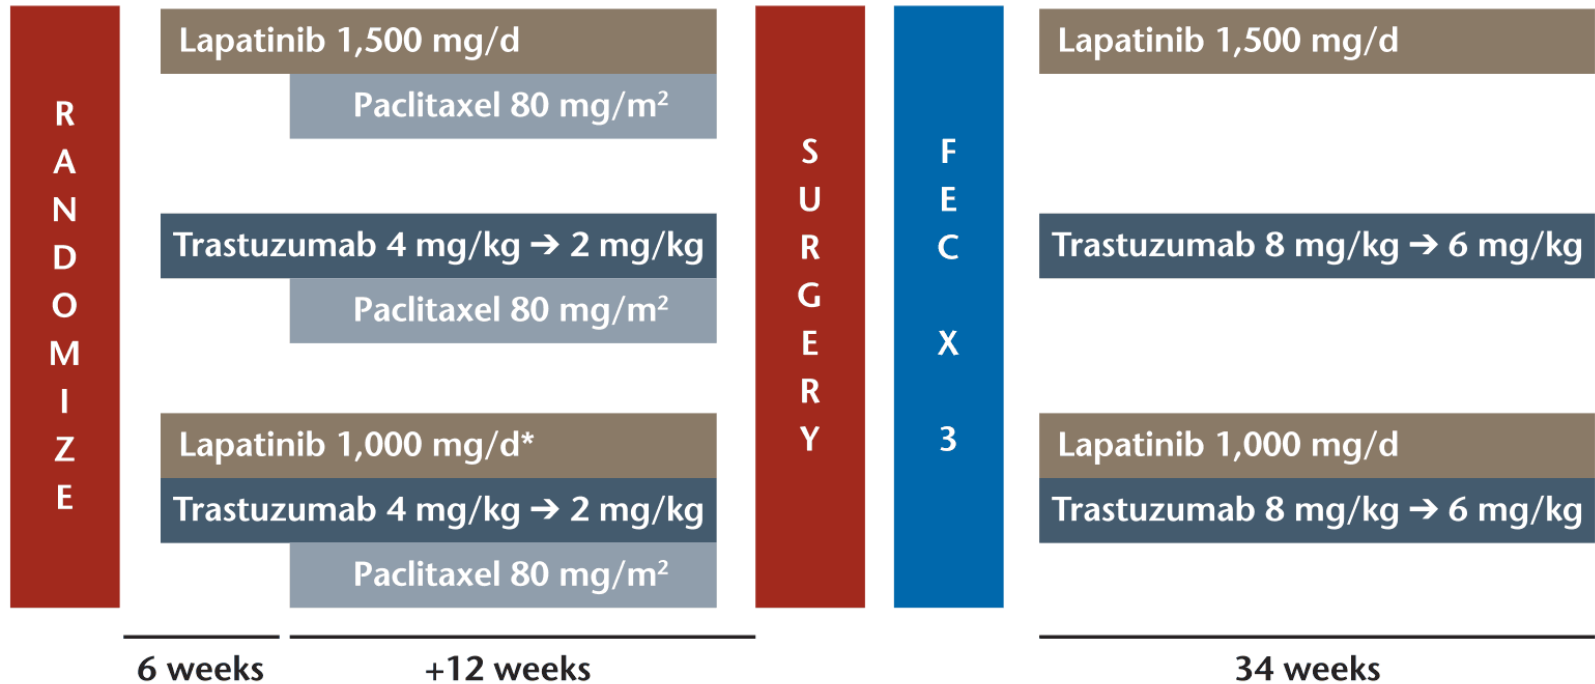 RANDOMIZE
Lapatinib 1,500 mg/d
Paclitaxel 80 mg/m²
Trastuzumab 4 mg/kg → 2 mg/kg
Paclitaxel 80 mg/m²
Lapatinib 1,000 mg/d*
Trastuzumab 4 mg/kg → 2 mg/kg
Paclitaxel 80 mg/m²
SURGERY
FEC X 3
Lapatinib 1,500 mg/d
Trastuzumab 8 mg/kg → 6 mg/kg
Lapatinib 1,000 mg/d
Trastuzumab 8 mg/kg → 6 mg/kg
6 weeks
+12 weeks
34 weeks